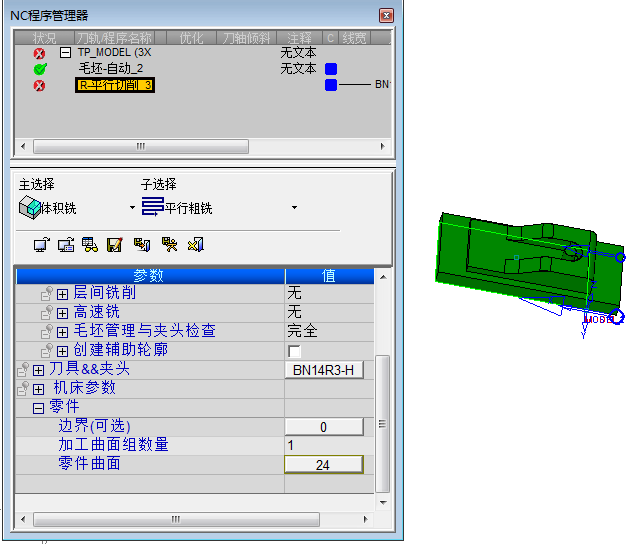 NC程序管理器
状况 刀轨/程序名称 优化 刀轴倾斜 注释 C 线宽
TP_MODEL (3X 无文本
毛坯-自动_2 无文本
R-平行切削_3 BN
主选择 子选择
体积铣 平行粗铣
参数 值
层间铣削 无
高速铣 无
毛坯管理与夹头检查 完全
创建辅助轮廓
刀具&&夹头 BN14R3-H
机床参数
零件
边界(可选) 0
加工曲面组数量 1
零件曲面 24
MODEL
Y